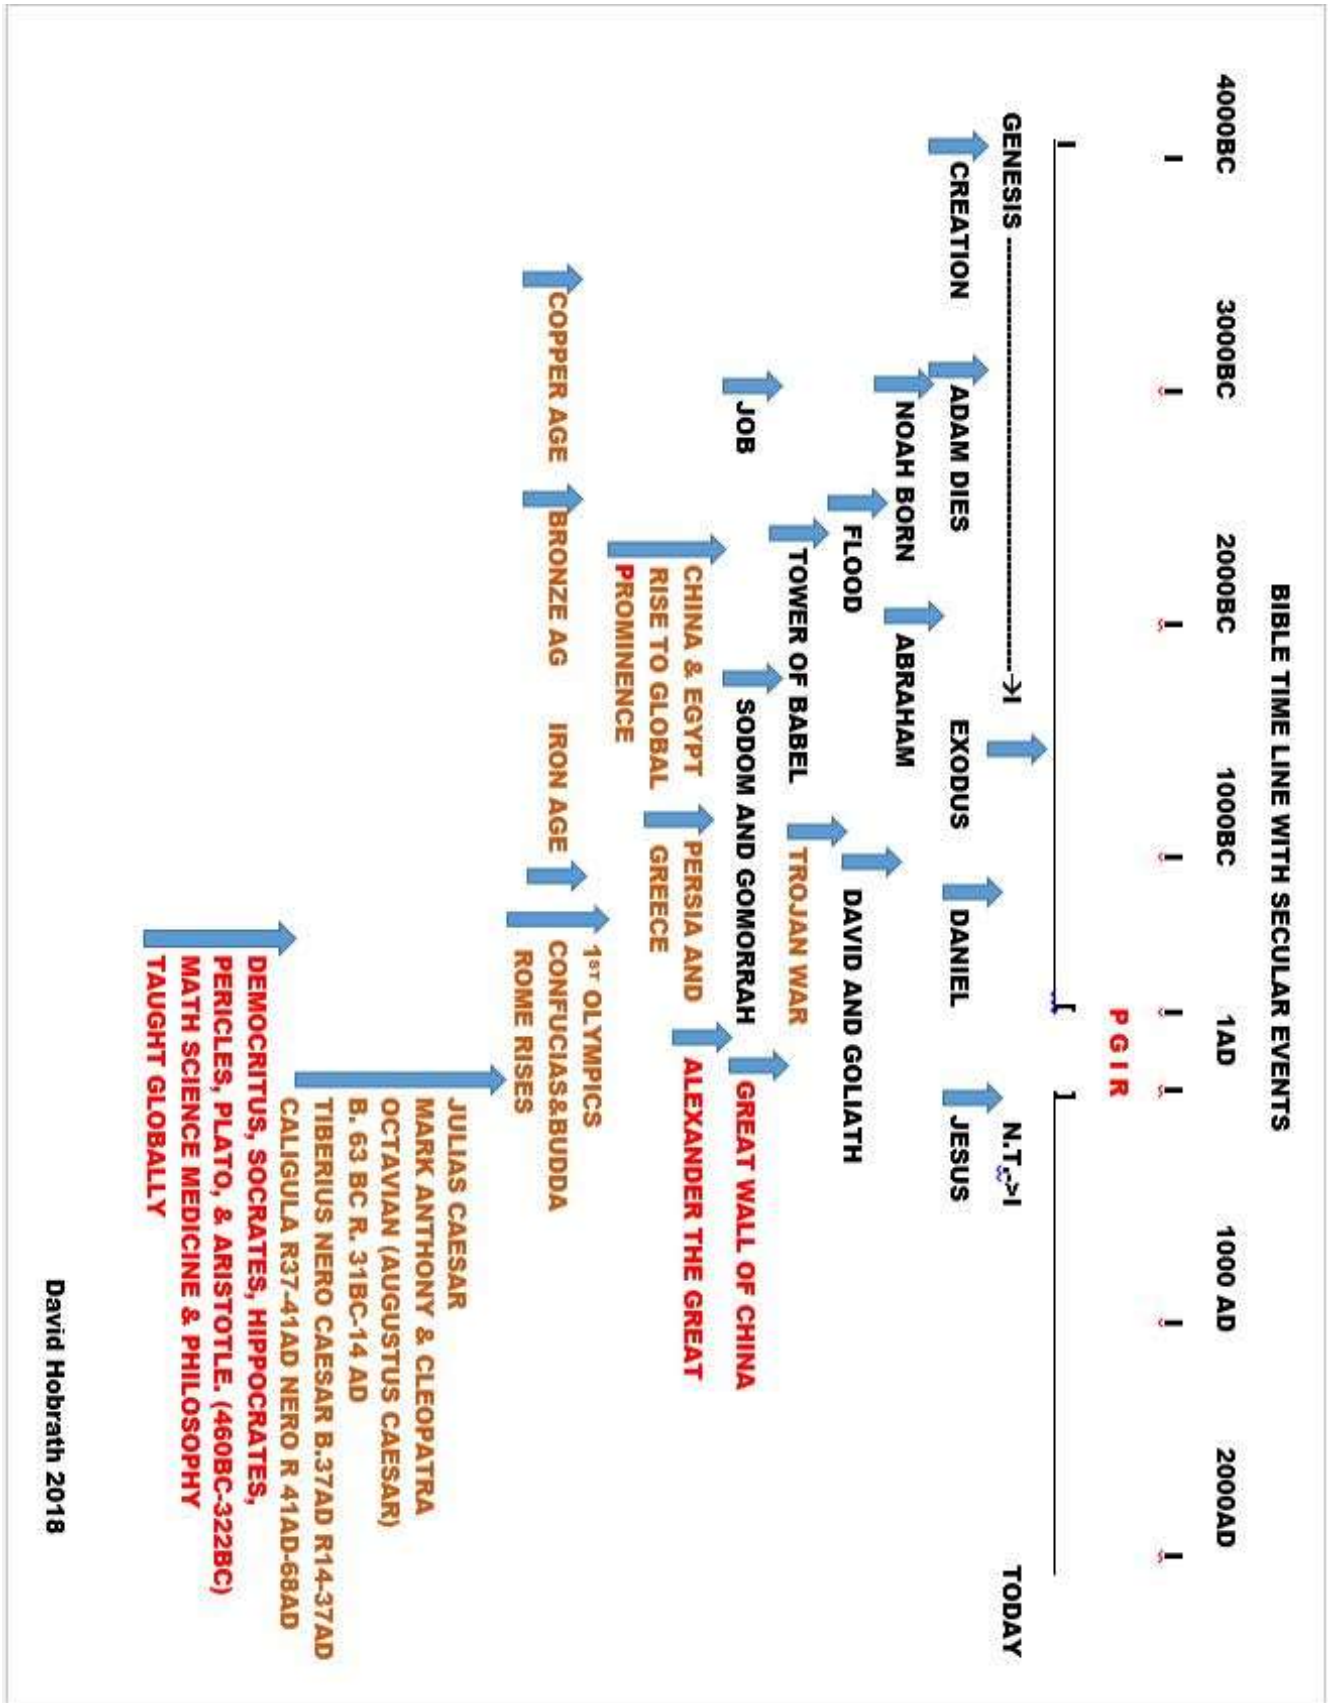 BIBLE TIME LINE WITH SECULAR EVENTS
4000BC 3000BC 2000BC 1000BC 1AD 1000 AD 2000AD
P G I R
GENESIS ---------------------------------------->I N.T.->I TODAY
CREATION ADAM DIES EXODUS DANIEL JESUS
NOAH BORN ABRAHAM
FLOOD DAVID AND GOLIATH
TOWER OF BABEL TROJAN WAR
JOB SODOM AND GOMORRAH GREAT WALL OF CHINA
CHINA & EGYPT
RISE TO GLOBAL
PROMINENCE
PERSIA AND
GREECE
ALEXANDER THE GREAT
COPPER AGE BRONZE AG IRON AGE
1ST OLYMPICS
CONFUCIAS&BUDDA
ROME RISES
JULIAS CAESAR
MARK ANTHONY & CLEOPATRA
OCTAVIAN (AUGUSTUS CAESAR)
B. 63 BC R. 31BC-14 AD
TIBERIUS NERO CAESAR B.37AD R14-37AD
CALIGULA R37-41AD NERO R 41AD-68AD
DEMOCRITUS, SOCRATES, HIPPOCRATES,
PERICLES, PLATO, & ARISTOTLE. (460BC-322BC)
MATH SCIENCE MEDICINE & PHILOSOPHY
TAUGHT GLOBALLY
David Hobrath 2018